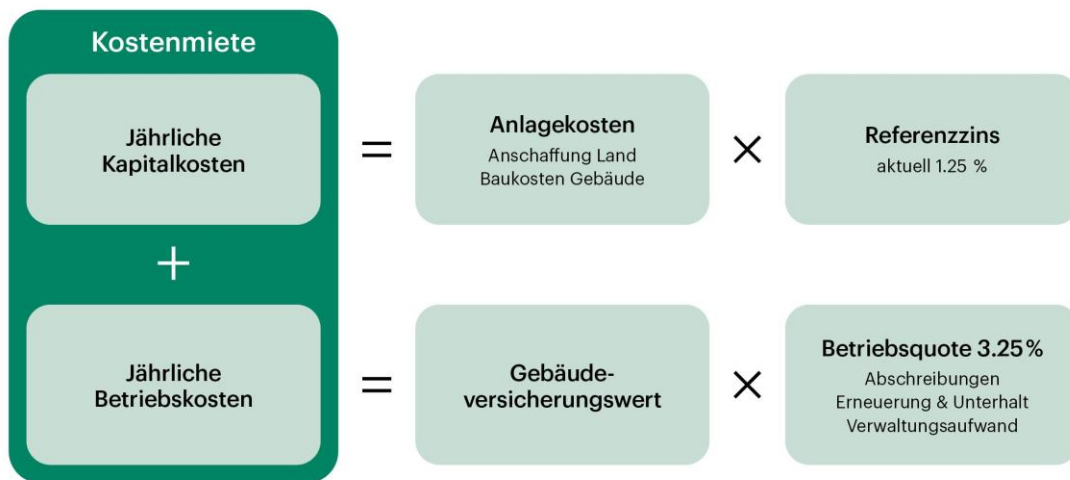 Kostenmiete
Jährliche
Kapitalkosten
=
Anlagekosten
Anschaffung Land
Baukosten Gebäude
×
Referenzzins
aktuell 1.25 %
+
Jährliche
Betriebskosten
=
Gebäude-
versicherungswert
×
Betriebsquote 3.25%
Abschreibungen
Erneuerung & Unterhalt
Verwaltungsaufwand